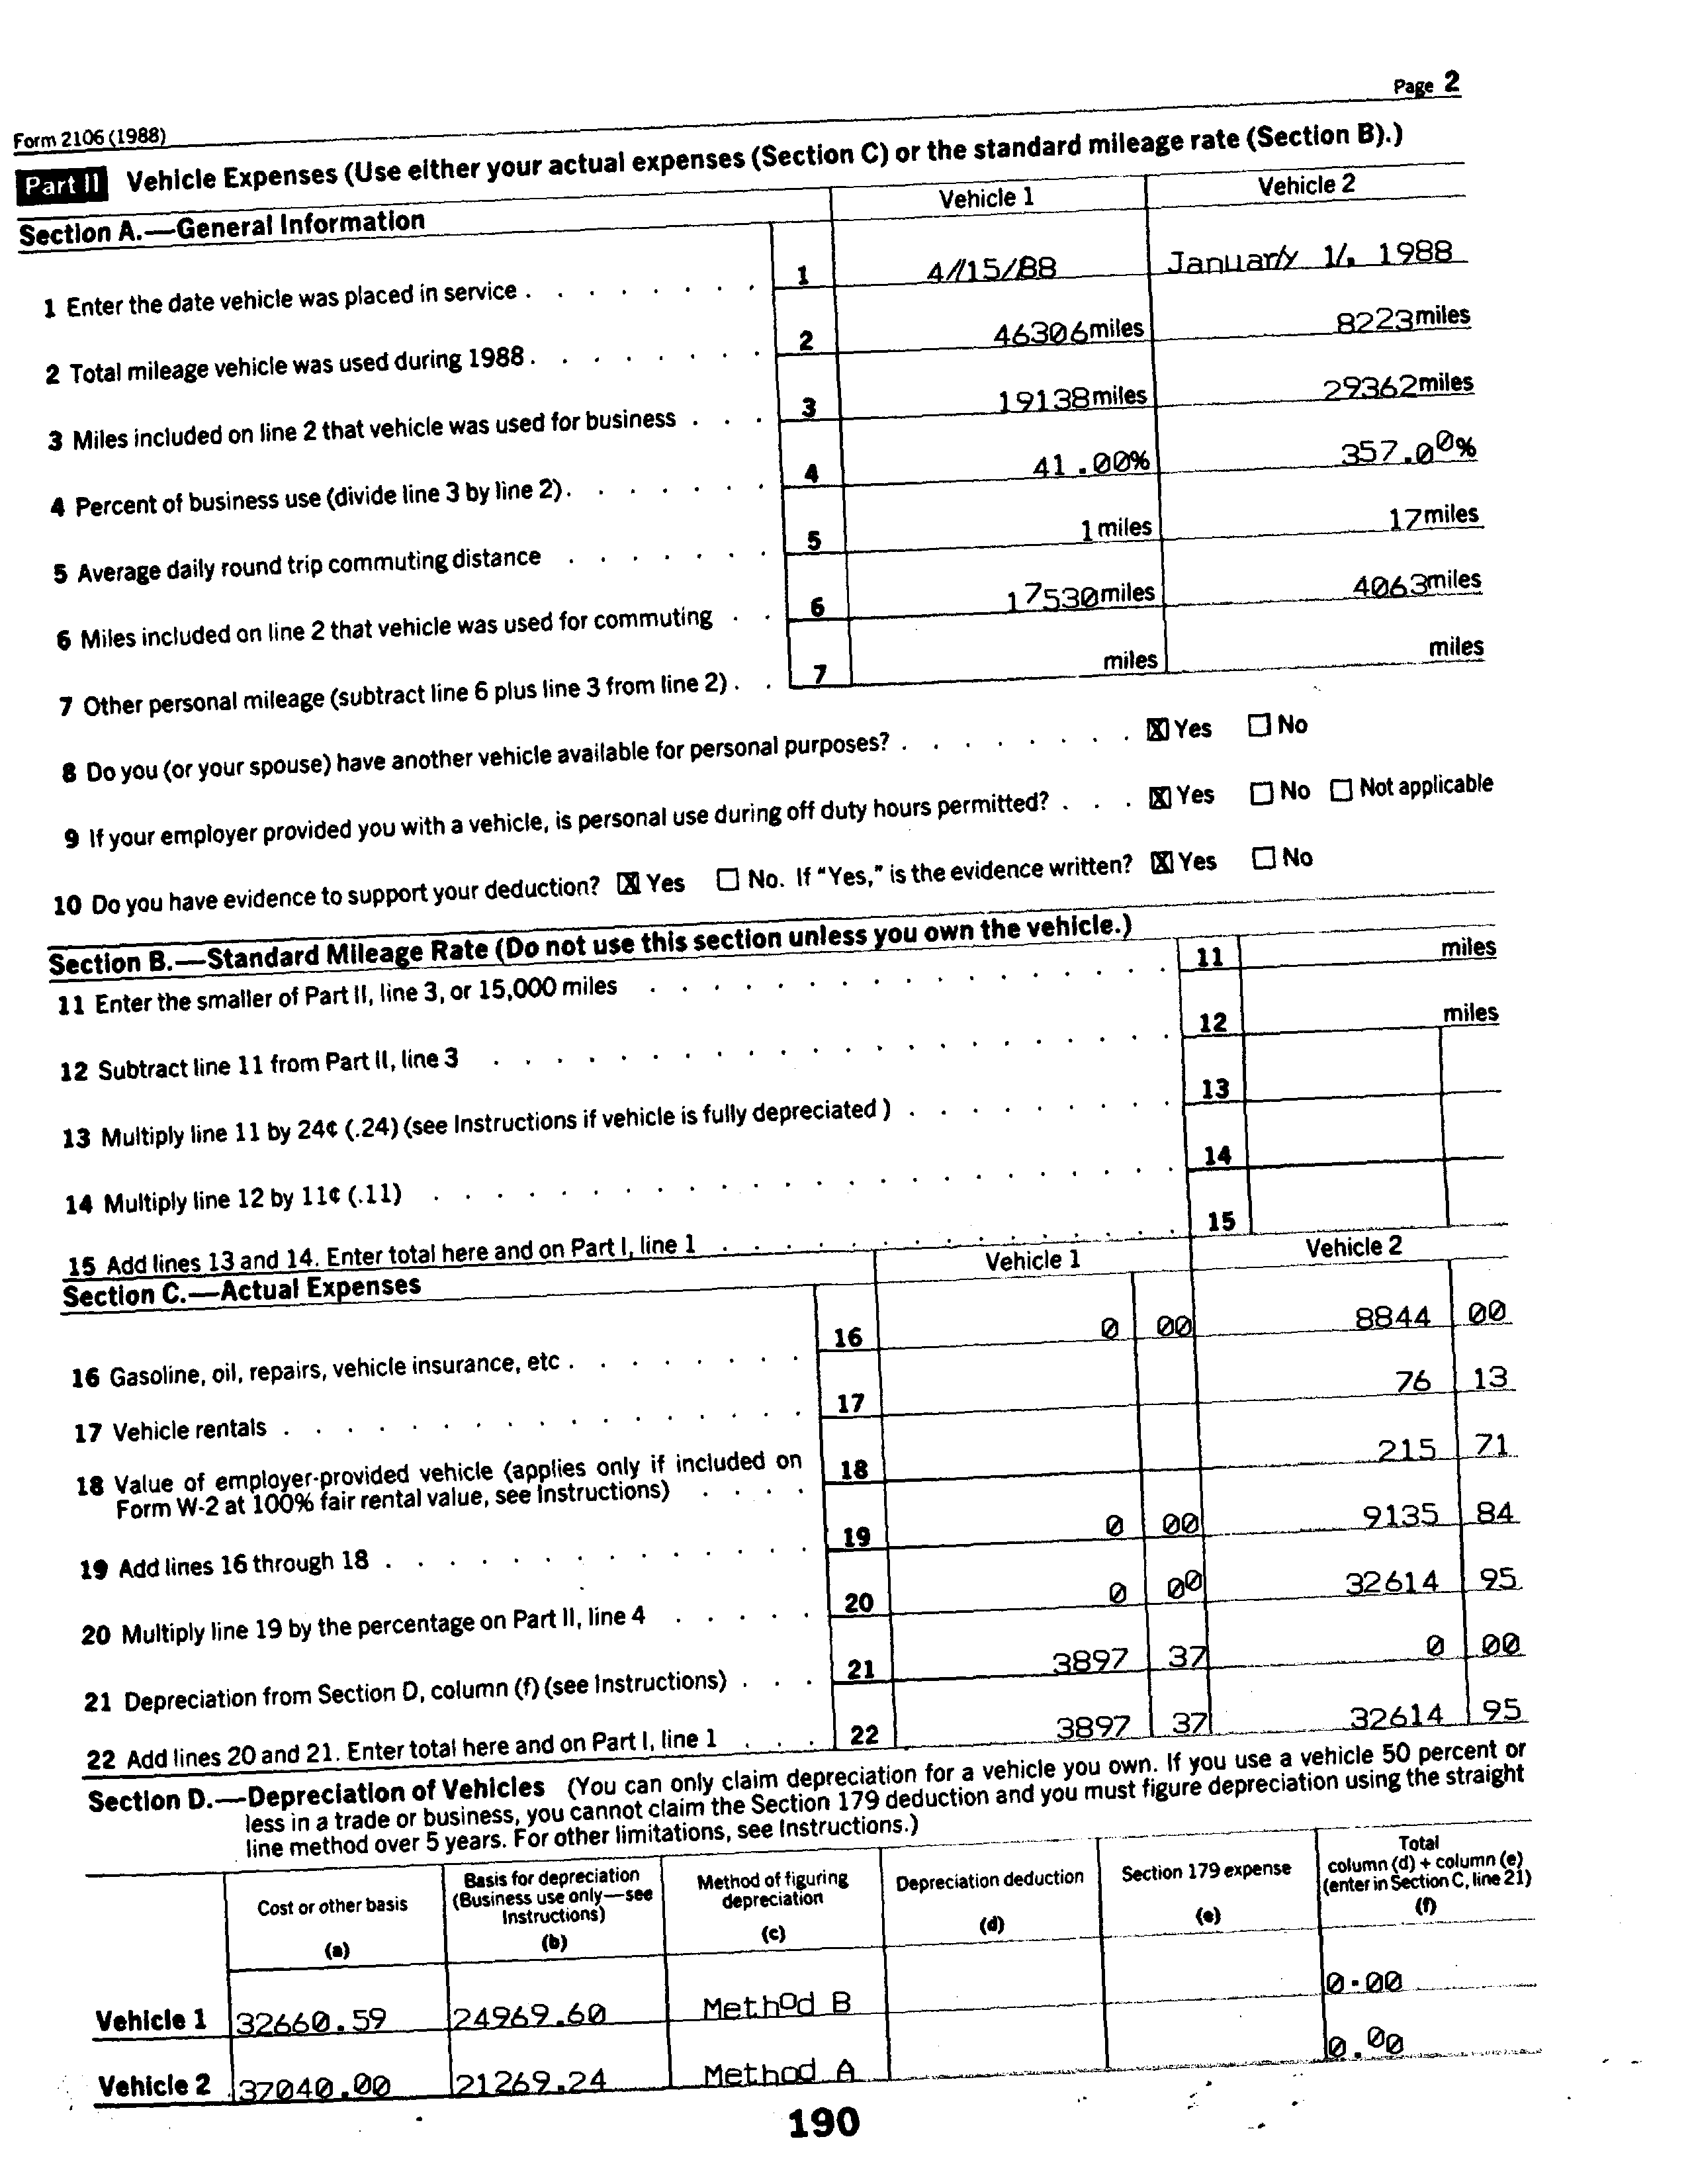 Page 2
Form 2106 (1988)
Part II Vehicle Expenses (Use either your actual expenses (Section C) or the standard mileage rate (Section B).)
Section A.—General Information Vehicle 1 Vehicle 2
1 Enter the date vehicle was placed in service . . . . . . . . 1 4//15/88 Januar/y 1/, 1988
2 Total mileage vehicle was used during 1988 . . . . . . . . 2 46306 miles 8223 miles
3 Miles included on line 2 that vehicle was used for business . . . 3 19138 miles 29362 miles
4 Percent of business use (divide line 3 by line 2) . . . . . . . 4 41.00% 357.00%
5 Average daily round trip commuting distance . . . . . . . 5 1 miles 17 miles
6 Miles included on line 2 that vehicle was used for commuting . . 6 17530 miles 4063 miles
7 Other personal mileage (subtract line 6 plus line 3 from line 2) . . 7 miles miles
8 Do you (or your spouse) have another vehicle available for personal purposes? . . . . . . . . ☒ Yes ☐ No
9 If your employer provided you with a vehicle, is personal use during off duty hours permitted? . . . ☒ Yes ☐ No ☐ Not applicable
10 Do you have evidence to support your deduction? ☒ Yes ☐ No. If "Yes," is the evidence written? ☒ Yes ☐ No
Section B.—Standard Mileage Rate (Do not use this section unless you own the vehicle.)
11 Enter the smaller of Part II, line 3, or 15,000 miles . . . . . . . . . . . . . . . . . 11 miles
12 Subtract line 11 from Part II, line 3 . . . . . . . . . . . . . . . . . . . . . . 12 miles
13 Multiply line 11 by 24¢ (.24) (see Instructions if vehicle is fully depreciated ) . . . . . . . . . 13
14 Multiply line 12 by 11¢ (.11) . . . . . . . . . . . . . . . . . . . . . . . . 14
15 Add lines 13 and 14. Enter total here and on Part I, line 1 . . . . . . . . . . . . . . . 15
Section C.—Actual Expenses Vehicle 1 Vehicle 2
16 Gasoline, oil, repairs, vehicle insurance, etc . . . . . . . . 16 0 00 8844 00
17 Vehicle rentals . . . . . . . . . . . . . . . . . 17 76 13
18 Value of employer-provided vehicle (applies only if included on
Form W-2 at 100% fair rental value, see Instructions) . . . . 18 215 71
19 Add lines 16 through 18 . . . . . . . . . . . . . . 19 0 00 9135 84
20 Multiply line 19 by the percentage on Part II, line 4 . . . . . 20 0 00 32614 95
21 Depreciation from Section D, column (f) (see Instructions) . . . 21 3897 37 0 00
22 Add lines 20 and 21. Enter total here and on Part I, line 1 . . . 22 3897 37 32614 95
Section D.—Depreciation of Vehicles (You can only claim depreciation for a vehicle you own. If you use a vehicle 50 percent or
less in a trade or business, you cannot claim the Section 179 deduction and you must figure depreciation using the straight
line method over 5 years. For other limitations, see Instructions.)
Cost or other basis
(a)
Basis for depreciation
(Business use only—see
Instructions)
(b)
Method of figuring
depreciation
(c)
Depreciation deduction
(d)
Section 179 expense
(e)
Total
column (d) + column (e)
(enter in Section C, line 21)
(f)
Vehicle 1 32660.59 24969.60 Method B 0.00
Vehicle 2 37040.00 21269.24 Method A 0.00
190